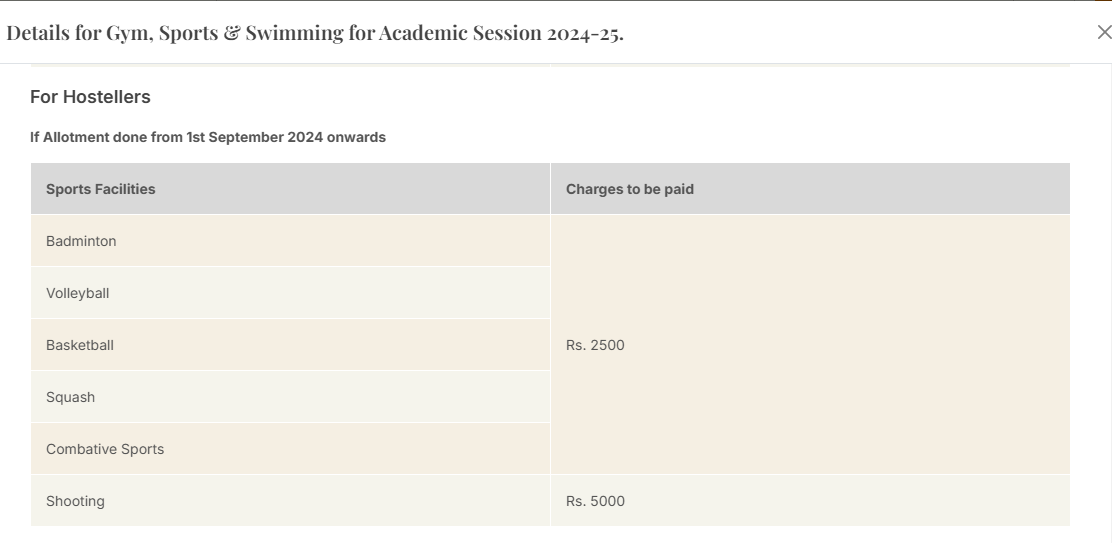 Details for Gym, Sports & Swimming for Academic Session 2024-25.
For Hostellers
If Allotment done from 1st September 2024 onwards
Sports Facilities
Charges to be paid
Badminton
Volleyball
Basketball
Rs. 2500
Squash
Combative Sports
Shooting
Rs. 5000